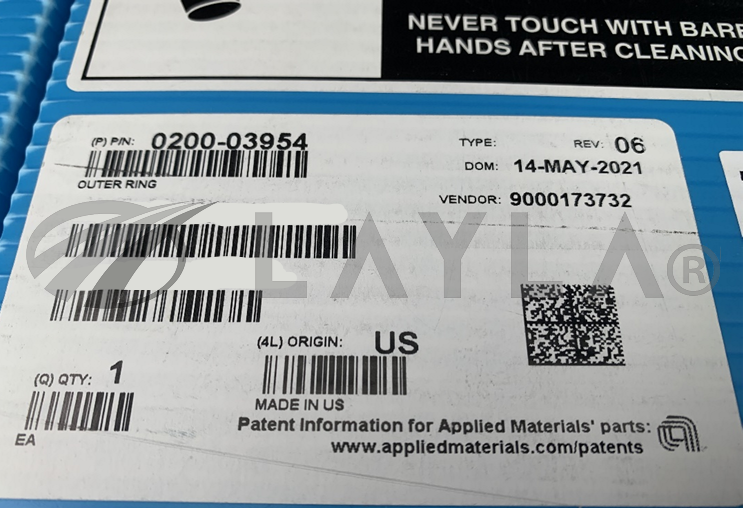 NEVER TOUCH WITH BARE
HANDS AFTER CLEANING
(P) P/N: 0200-03954
OUTER RING
TYPE:
REV: 06
DOM: 14-MAY-2021
VENDOR: 9000173732
LAYLA®
(4L) ORIGIN: US
MADE IN US
(Q) QTY: 1
EA
Patent Information for Applied Materials' parts:
www.appliedmaterials.com/patents